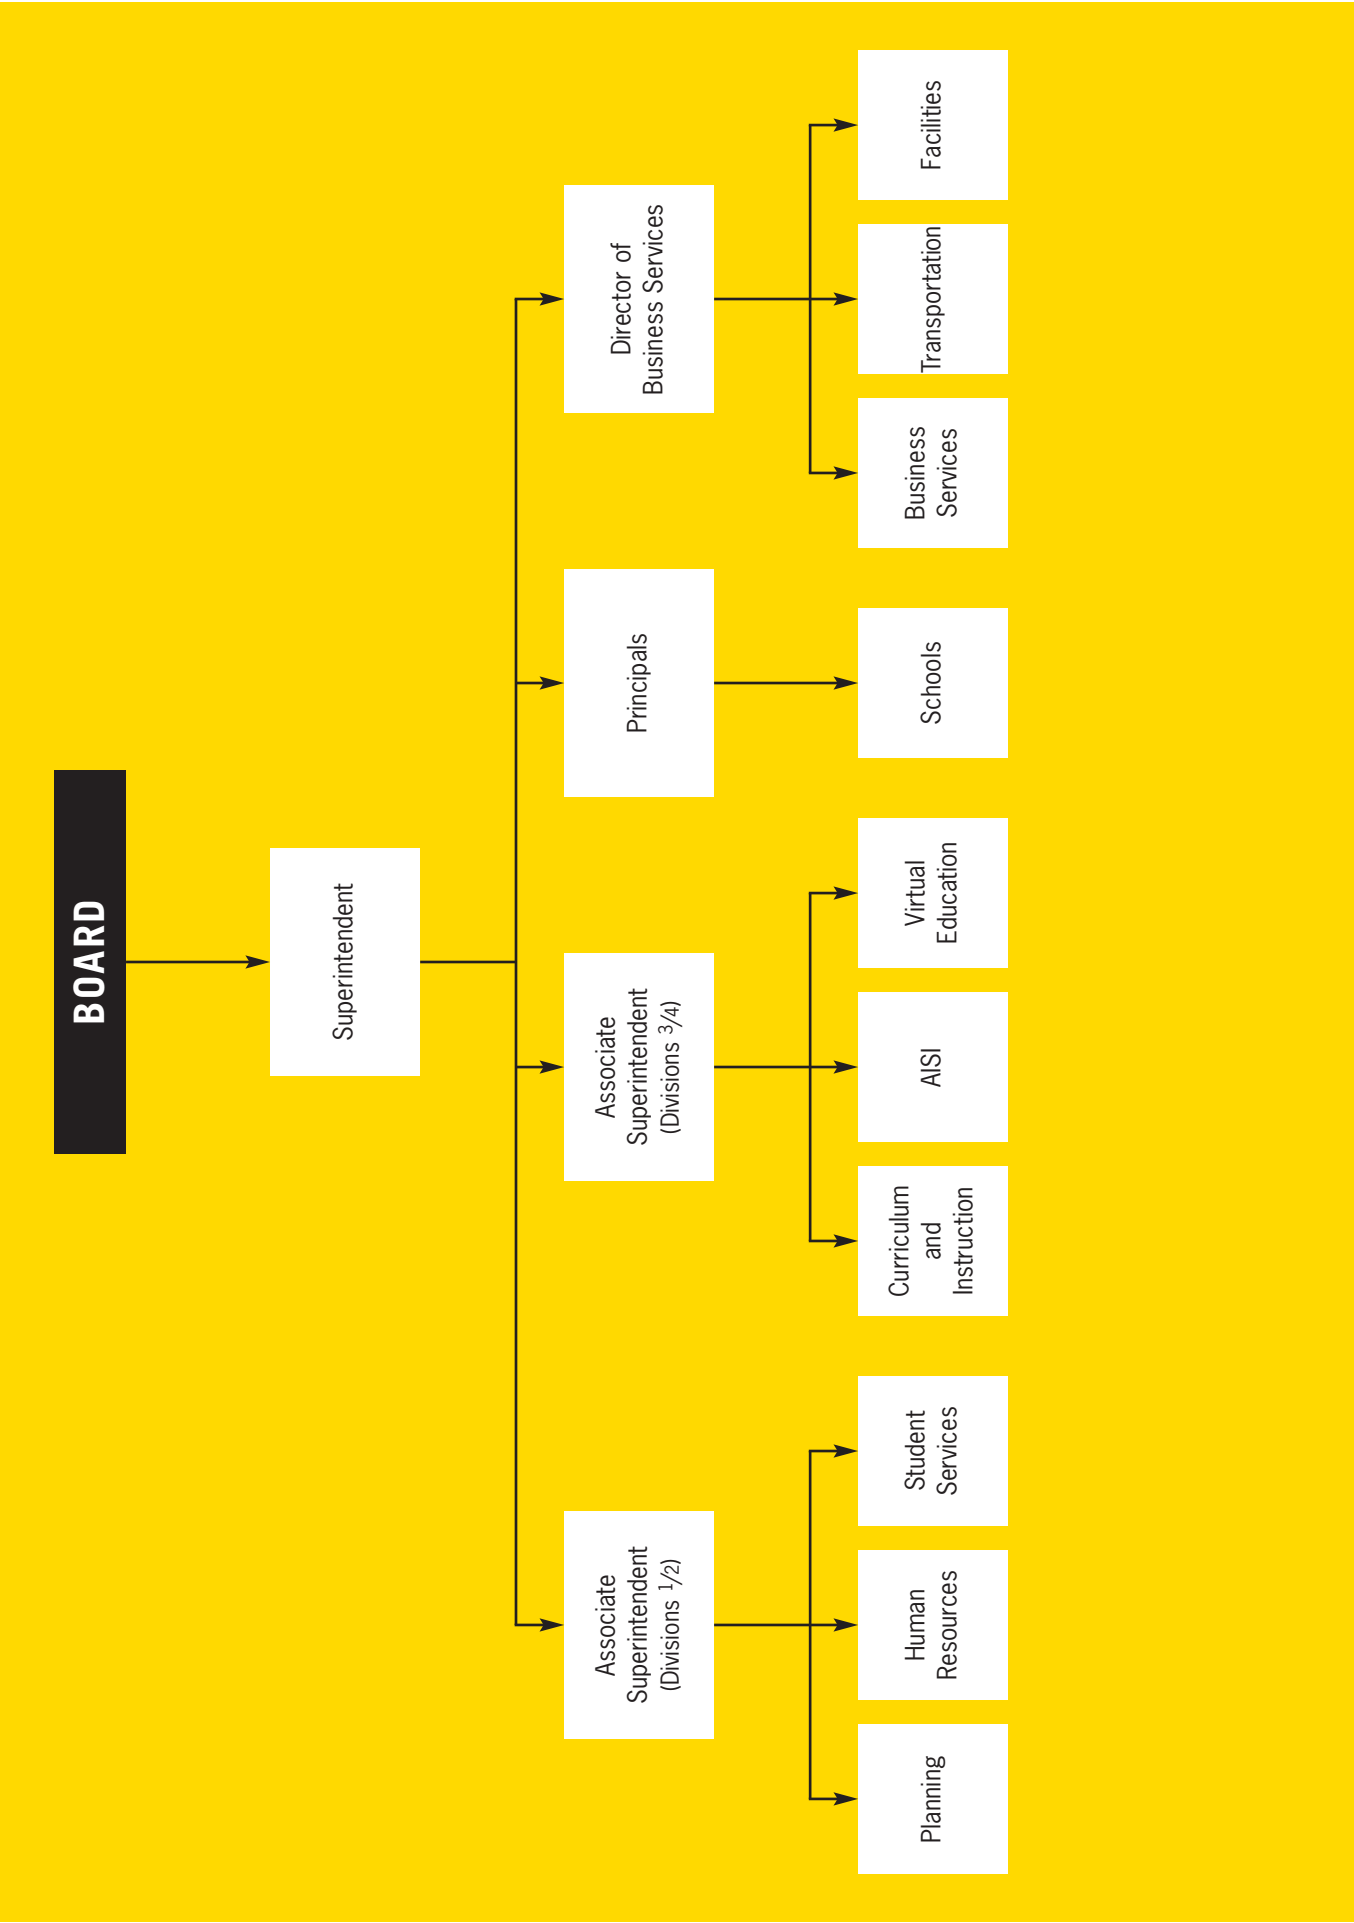 BOARD
Superintendent
Associate
Superintendent
(Divisions 1/2)
Associate
Superintendent
(Divisions 3/4)
Principals
Director of
Business Services
Planning
Human
Resources
Student
Services
Curriculum
and
Instruction
AISI
Virtual
Education
Schools
Business
Services
Transportation
Facilities